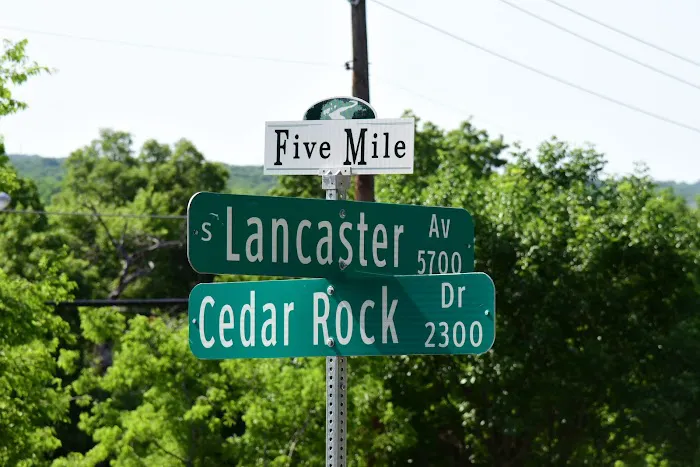 Five Mile
S Lancaster Av 5700
Cedar Rock Dr 2300